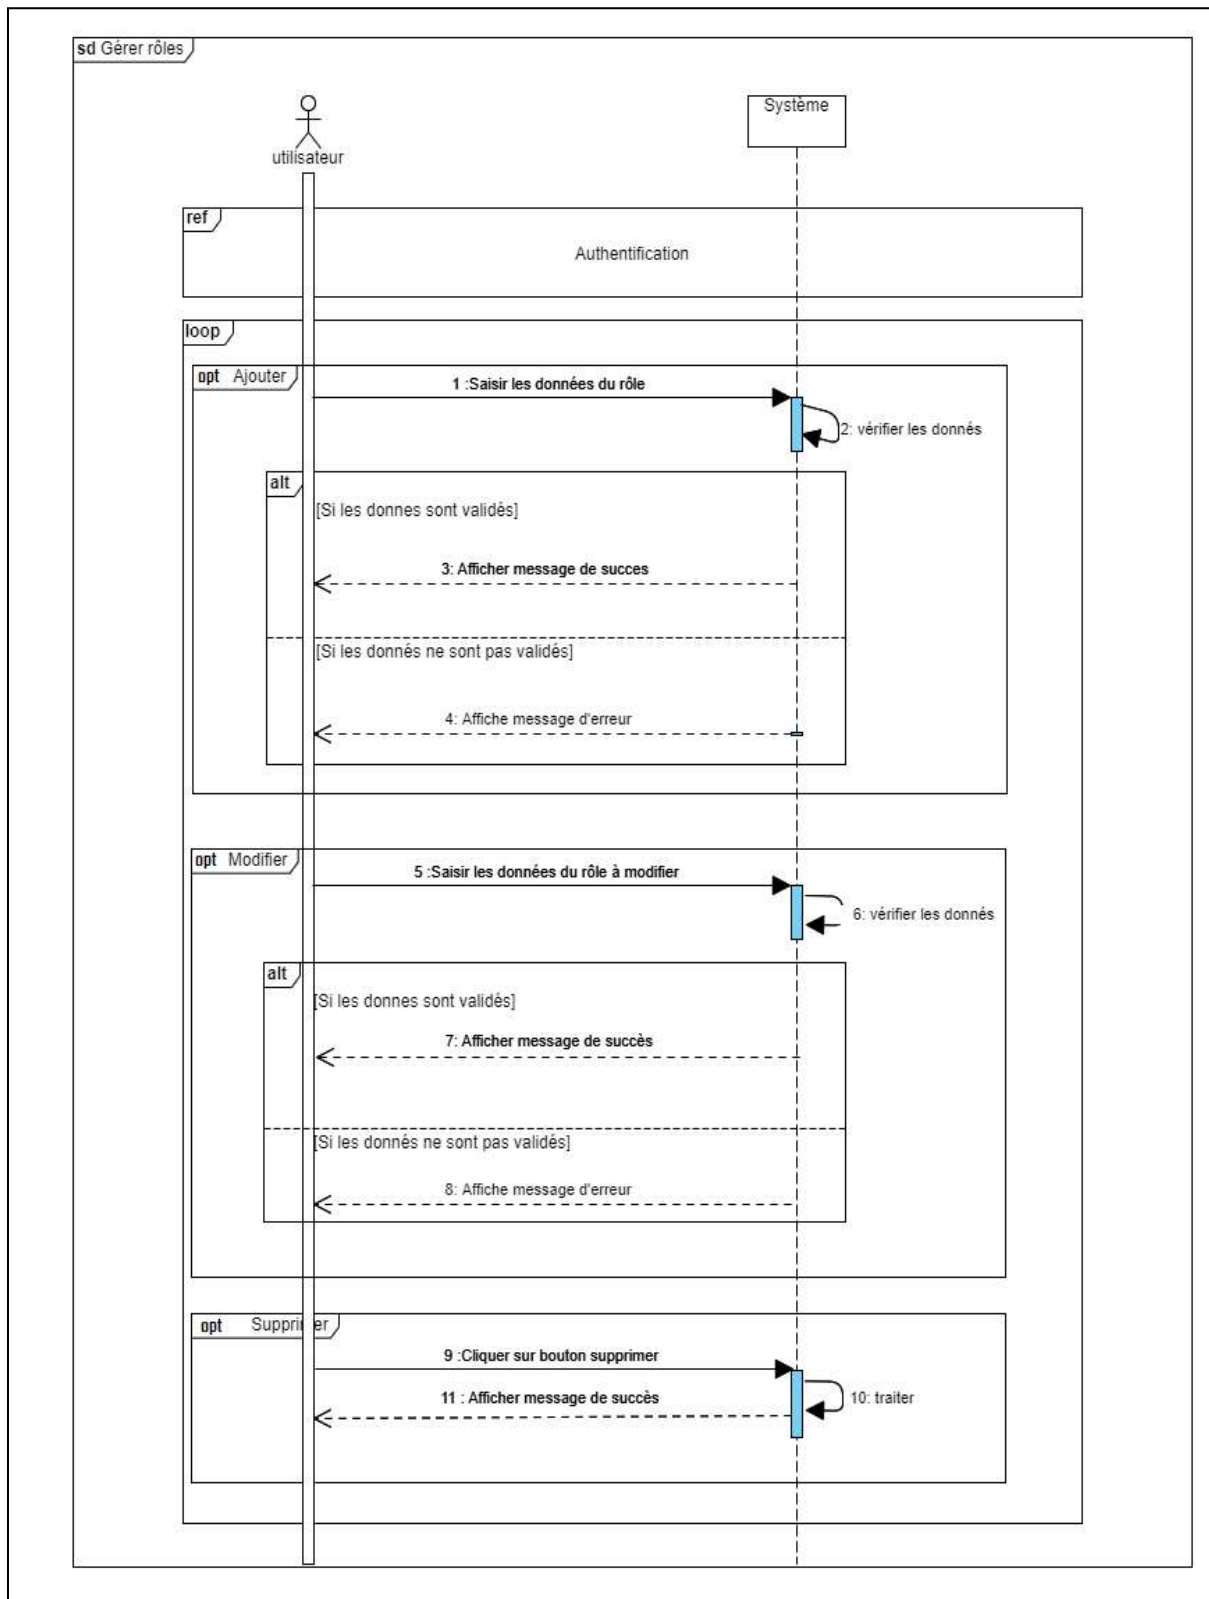 sd Gérer rôles
utilisateur
Système
ref
Authentification
loop
opt Ajouter
1 :Saisir les données du rôle
2: vérifier les donnés
alt
[Si les donnes sont validés]
3: Afficher message de succes
[Si les donnés ne sont pas validés]
4: Affiche message d'erreur
opt Modifier
5 :Saisir les données du rôle à modifier
6: vérifier les donnés
alt
[Si les donnes sont validés]
7: Afficher message de succès
[Si les donnés ne sont pas validés]
8: Affiche message d'erreur
opt Supprimer
9 :Cliquer sur bouton supprimer
11 : Afficher message de succès
10: traiter